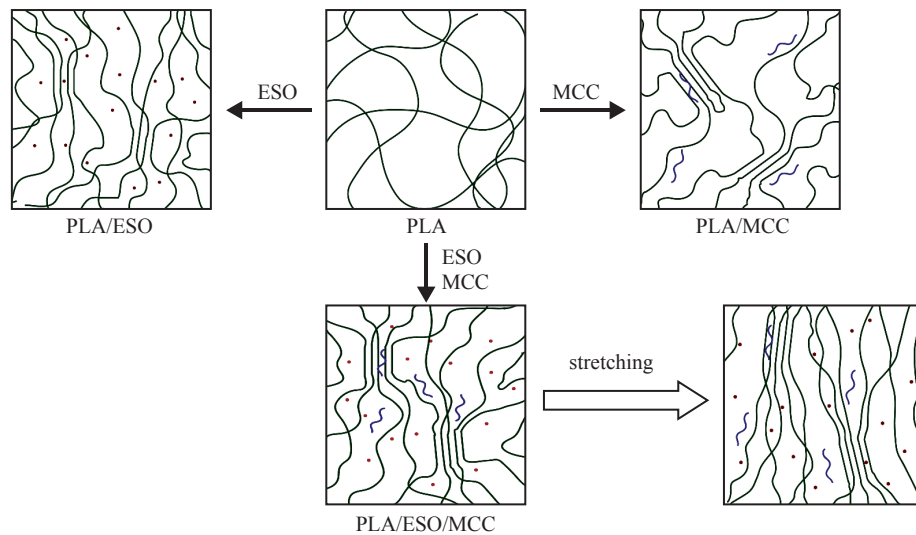 ESO
MCC
PLA/ESO
PLA
PLA/MCC
ESO
MCC
stretching
PLA/ESO/MCC